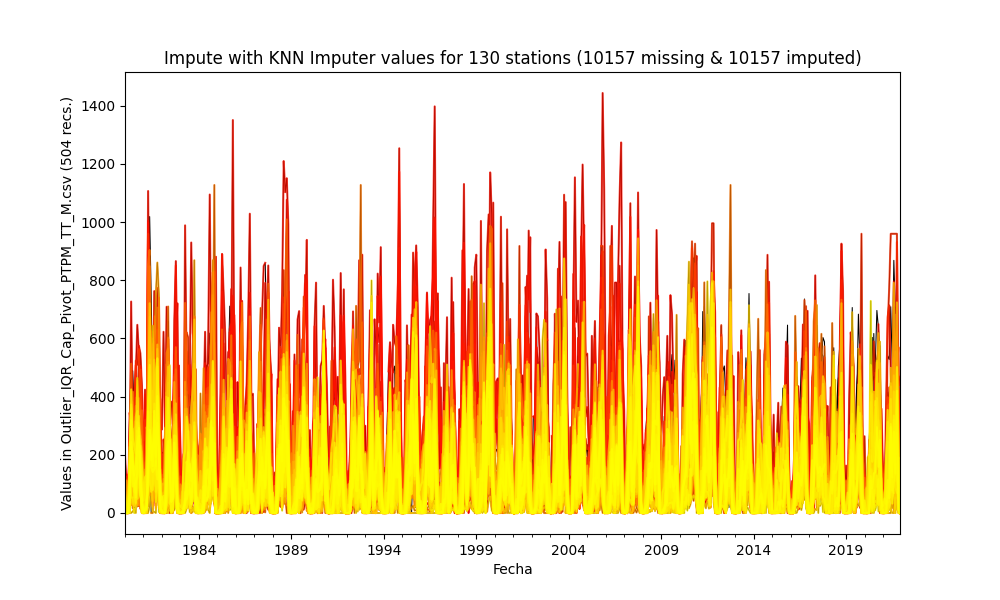 Impute with KNN Imputer values for 130 stations (10157 missing & 10157 imputed)
Values in Outlier_IQR_Cap_Pivot_PTPM_TT_M.csv (504 recs.)
1400
1200
1000
800
600
400
200
0
1984 1989 1994 1999 2004 2009 2014 2019
Fecha